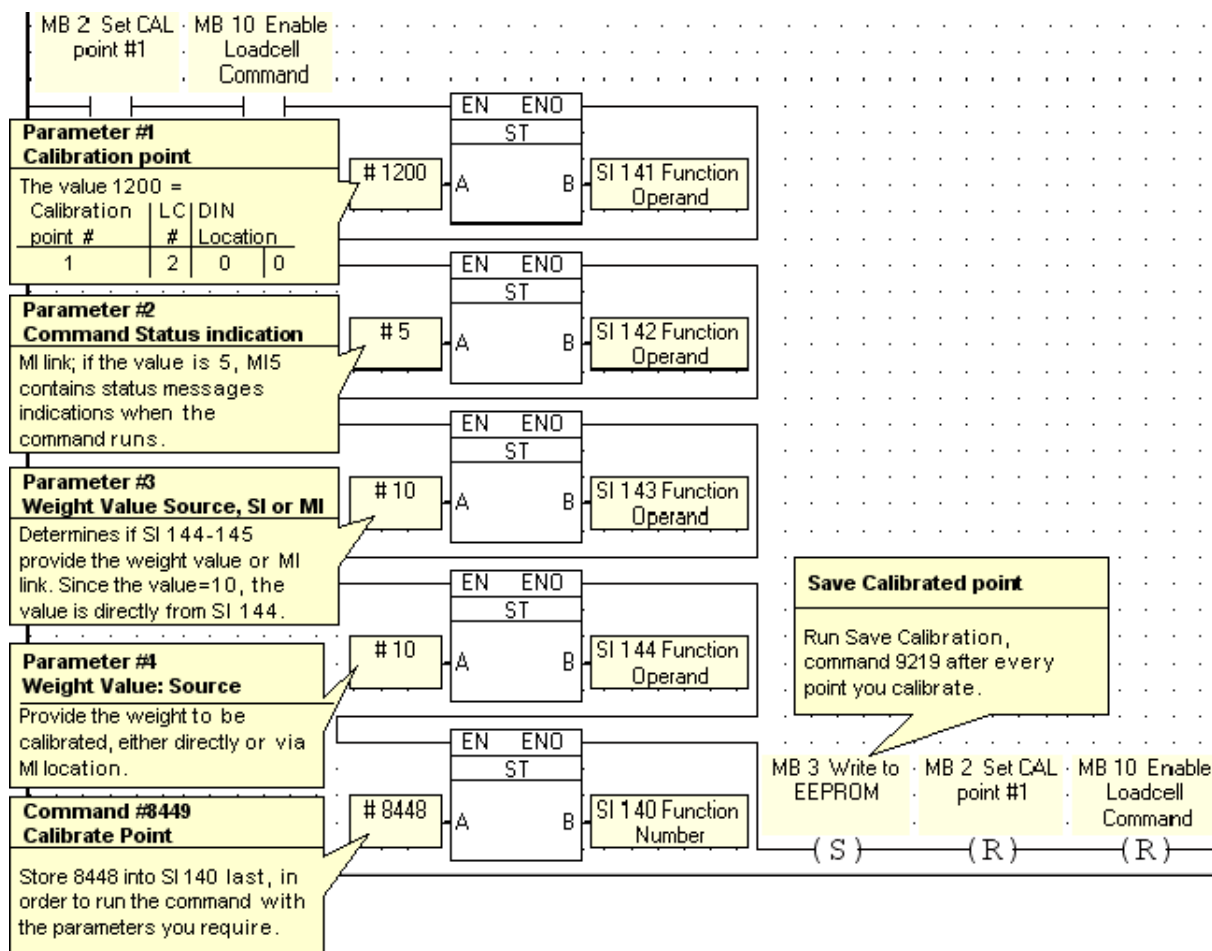 MB 2 Set CAL point #1
MB 10 Enable Loadcell Command
EN ENO
ST
# 1200
A B
SI 141 Function Operand
Parameter #1
Calibration point
The value 1200 =
Calibration point #
LC #
DIN Location
1 2 0 0
EN ENO
ST
# 5
A B
SI 142 Function Operand
Parameter #2
Command Status indication
MI link; if the value is 5, MI5
contains status messages
indications when the
command runs.
EN ENO
ST
# 10
A B
SI 143 Function Operand
Parameter #3
Weight Value Source, SI or MI
Determines if SI 144-145
provide the weight value or MI
link. Since the value=10, the
value is directly from SI 144.
EN ENO
ST
# 10
A B
SI 144 Function Operand
Parameter #4
Weight Value: Source
Provide the weight to be
calibrated, either directly or via
MI location.
EN ENO
ST
# 8448
A B
SI 140 Function Number
Command #8449
Calibrate Point
Store 8448 into SI 140 last, in
order to run the command with
the parameters you require.
Save Calibrated point
Run Save Calibration,
command 9219 after every
point you calibrate.
MB 3 Write to EEPROM
MB 2 Set CAL point #1
MB 10 Enable Loadcell Command
(S) (R) (R)